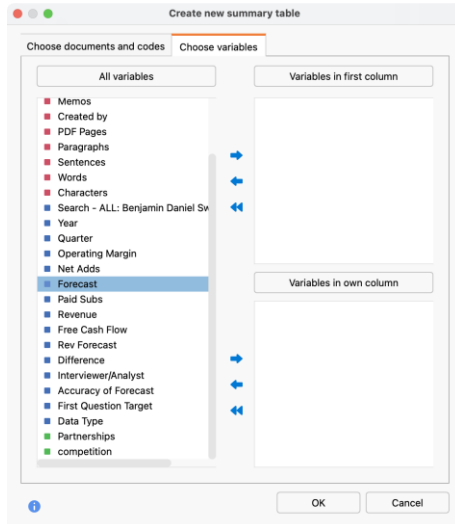 Create new summary table
Choose documents and codes
Choose variables
All variables
Memos
Created by
PDF Pages
Paragraphs
Sentences
Words
Characters
Search - ALL: Benjamin Daniel Sw
Year
Quarter
Operating Margin
Net Adds
Forecast
Paid Subs
Revenue
Free Cash Flow
Rev Forecast
Difference
Interviewer/Analyst
Accuracy of Forecast
First Question Target
Data Type
Partnerships
competition
Variables in first column
Variables in own column
OK
Cancel